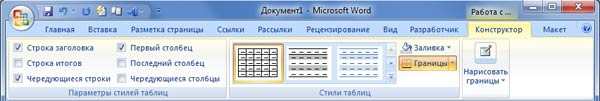 Документ1 - Microsoft Word
Работа с ...
Главная Вставка Разметка страницы Ссылки Рассылки Рецензирование Вид Разработчик Конструктор Макет
Строка заголовка Первый столбец
Строка итогов Последний столбец
Чередующиеся строки Чередующиеся столбцы
Параметры стилей таблиц
Стили таблиц
Заливка
Границы
Нарисовать
границы